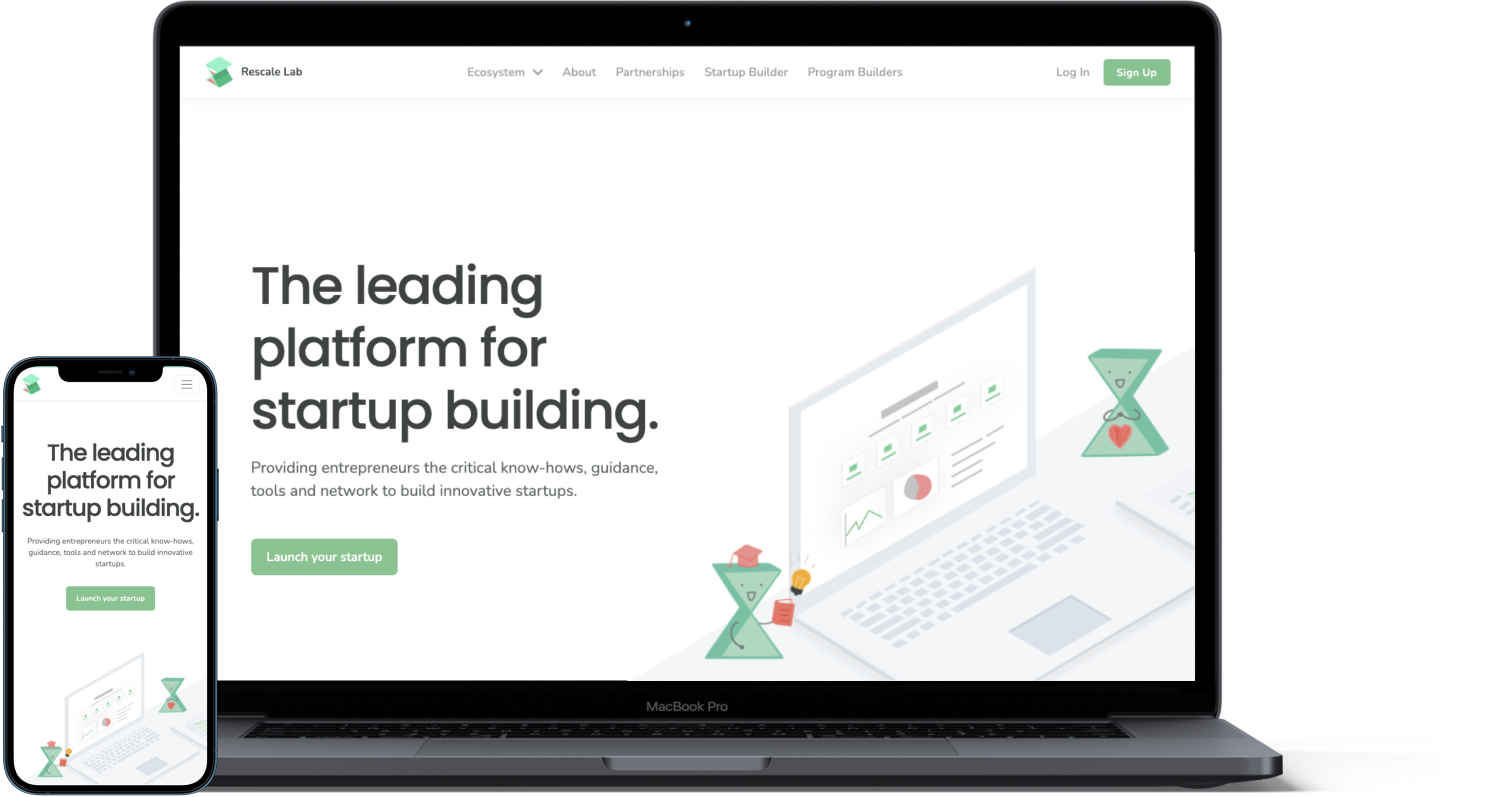 Rescale Lab
Ecosystem About Partnerships Startup Builder Program Builders
Log In Sign Up
The leading
platform for
startup building.
Providing entrepreneurs the critical know-hows, guidance,
tools and network to build innovative startups.
Launch your startup
MacBook Pro
The leading
platform for
startup building.
Providing entrepreneurs the critical know-hows,
guidance, tools and network to build innovative
startups.
Launch your startup